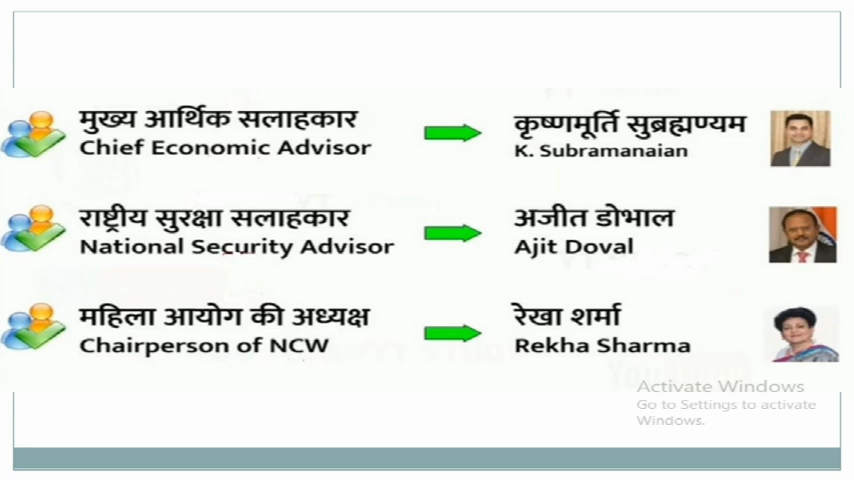 मुख्य आर्थिक सलाहकार
Chief Economic Advisor
कृष्णमूर्ति सुब्रह्मण्यम
K. Subramanaian
राष्ट्रीय सुरक्षा सलाहकार
National Security Advisor
अजीत डोभाल
Ajit Doval
महिला आयोग की अध्यक्ष
Chairperson of NCW
रेखा शर्मा
Rekha Sharma
Activate Windows
Go to Settings to activate
Windows.